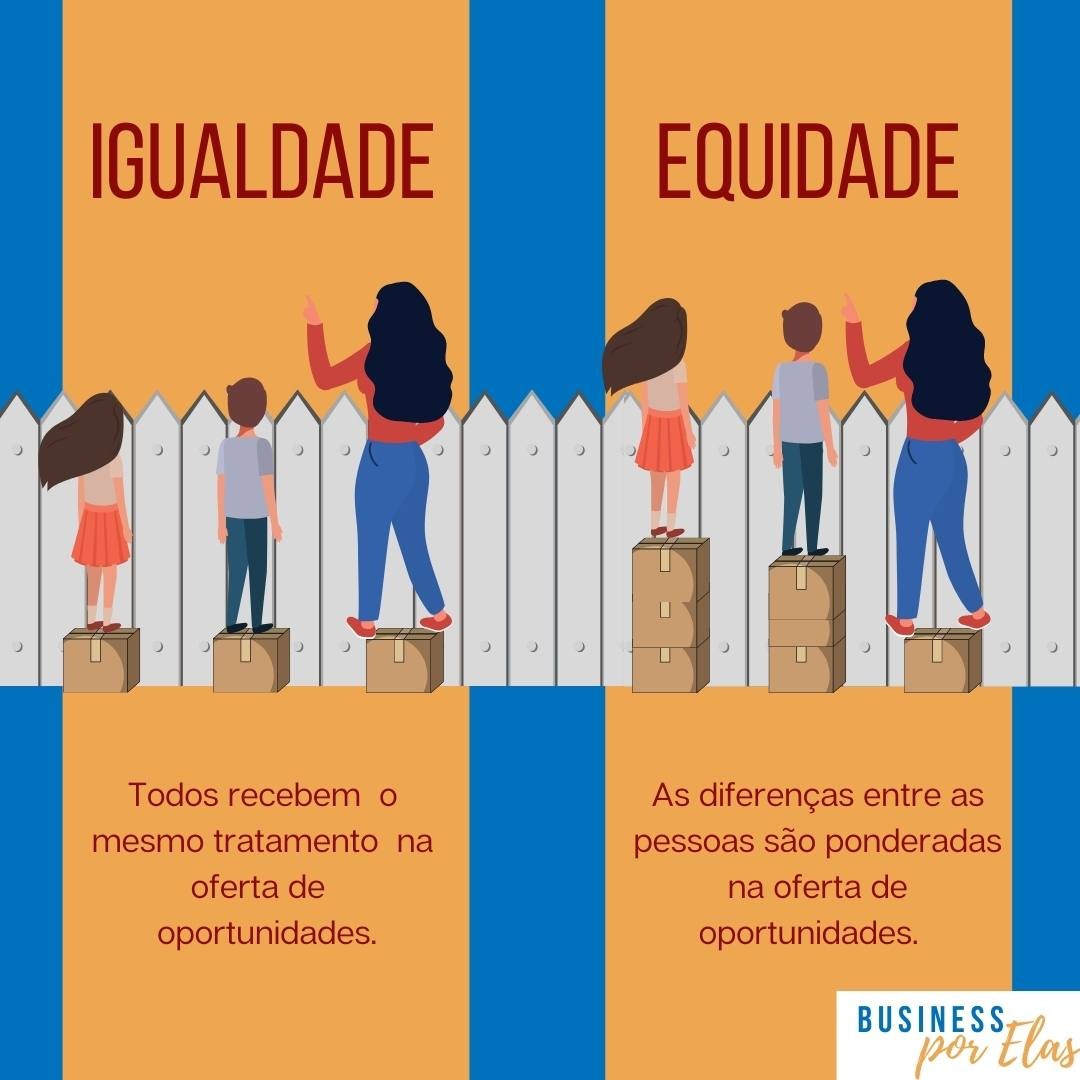 IGUALDADE
EQUIDADE
Todos recebem o
mesmo tratamento na
oferta de
oportunidades.
As diferenças entre as
pessoas são ponderadas
na oferta de
oportunidades.
BUSINESS
por Elas